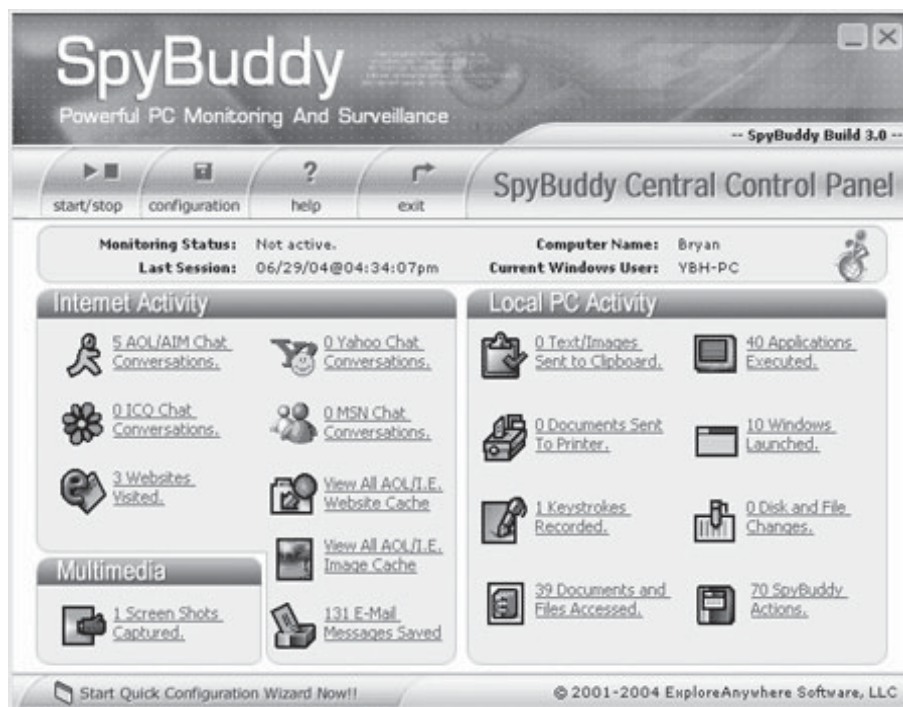 SpyBuddy
Powerful PC Monitoring And Surveillance
-- SpyBuddy Build 3.0 --
start/stop
configuration
?
help
exit
SpyBuddy Central Control Panel
Monitoring Status: Not active.
Computer Name: Bryan
Last Session: 06/29/04@04:34:07pm
Current Windows User: YBH-PC
Internet Activity
5 AOL/AIM Chat
Conversations.
0 Yahoo Chat
Conversations.
0 ICQ Chat
Conversations.
0 MSN Chat
Conversations.
3 Websites
Visited.
View All AOL/I.E.
Website Cache
View All AOL/I.E.
Image Cache
131 E-Mail
Messages Saved
Multimedia
1 Screen Shots
Captured.
Local PC Activity
0 Text/Images
Sent to Clipboard.
40 Applications
Executed.
0 Documents Sent
To Printer.
10 Windows
Launched.
1 Keystrokes
Recorded.
0 Disk and File
Changes.
39 Documents and
Files Accessed.
70 SpyBuddy
Actions.
Start Quick Configuration Wizard Now!!
© 2001-2004 ExploreAnywhere Software, LLC